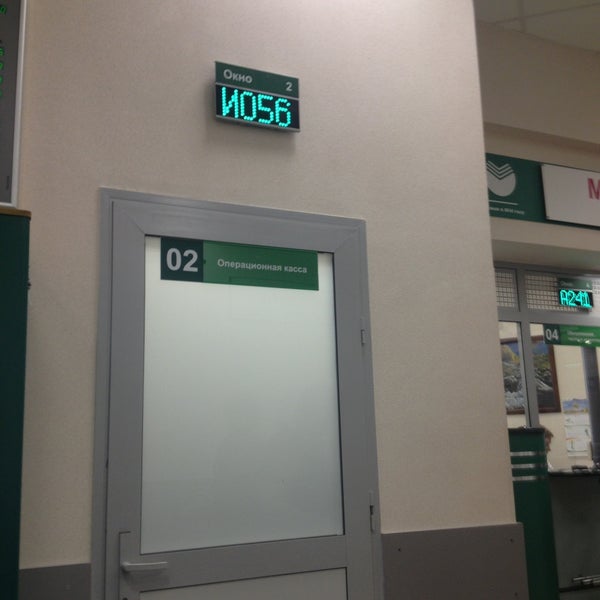 Окно 2
И056
02 Операционная касса
М
А241
04